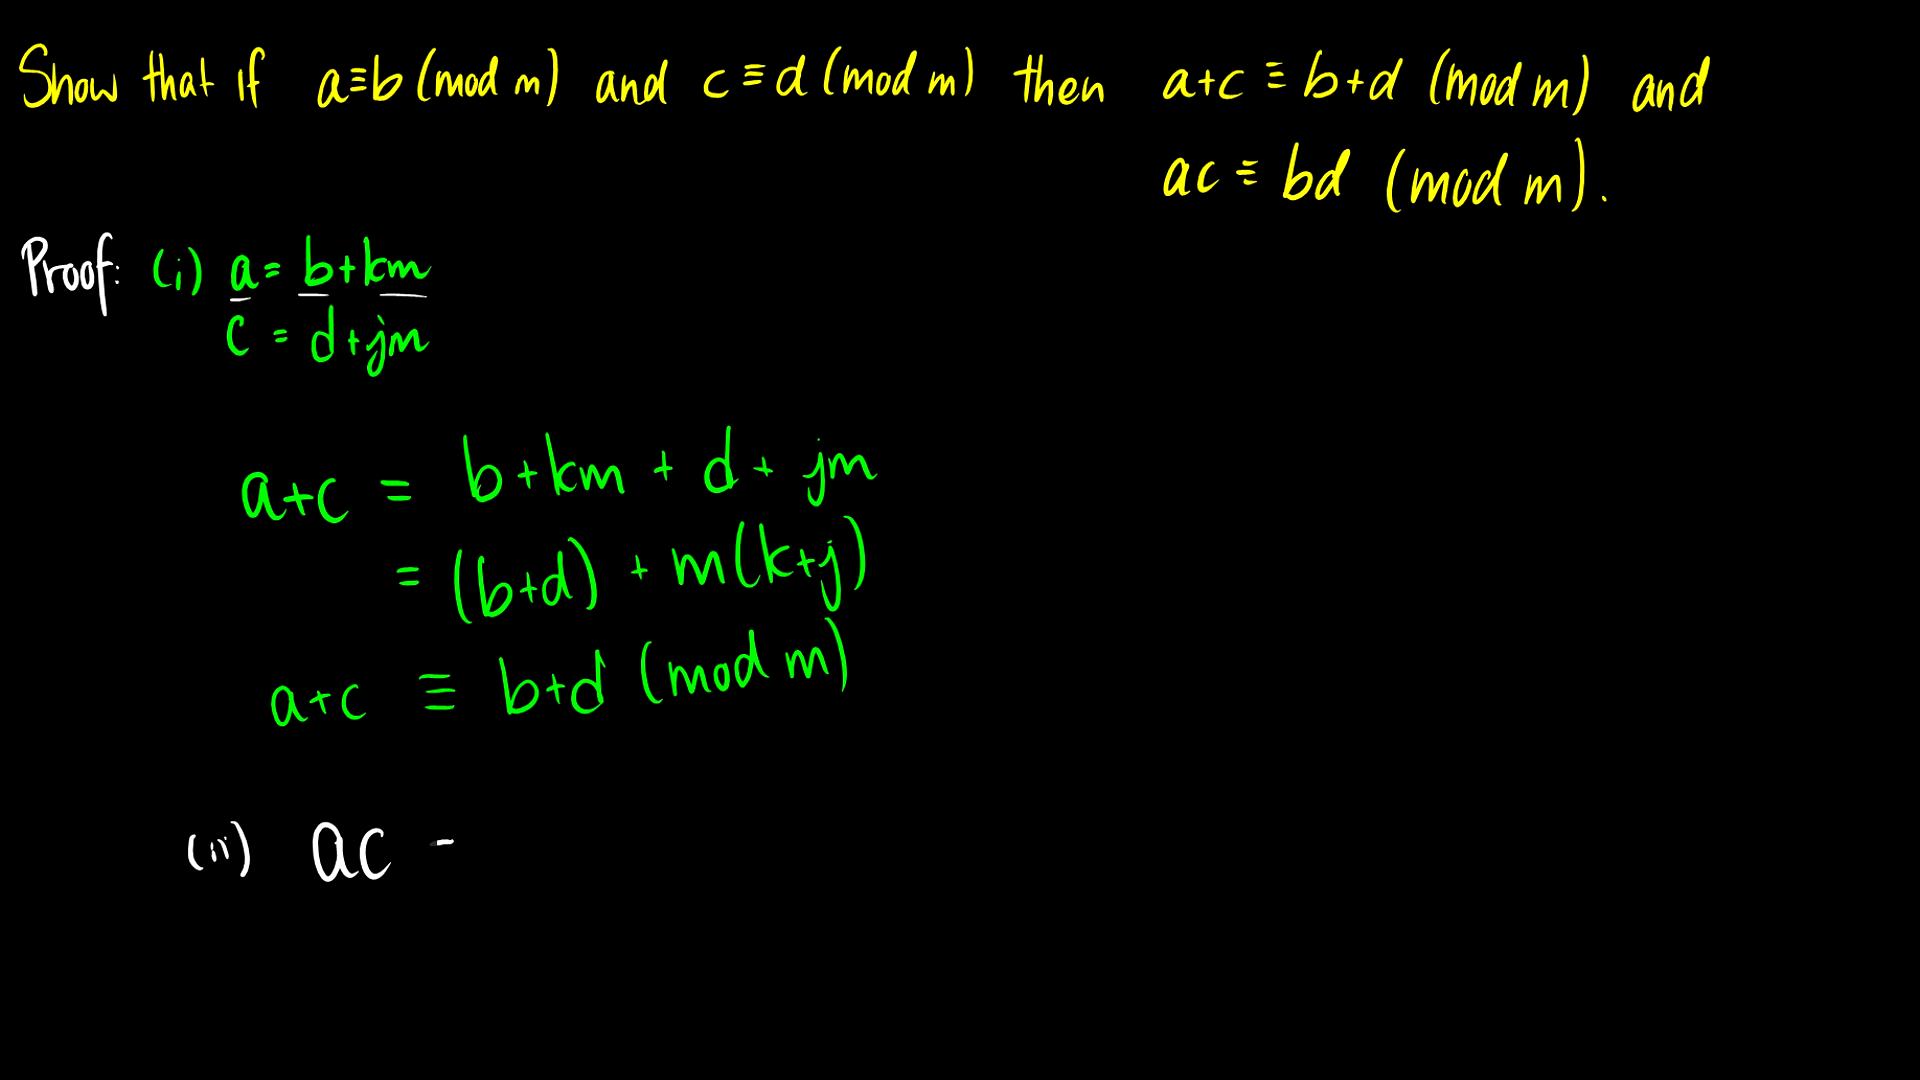 Show that if a≡b (mod m) and c≡d (mod m) then a+c ≡ b+d (mod m) and
ac ≡ bd (mod m).
Proof: (i) a = b+km
c = d+jm
a+c = b+km + d + jm
= (b+d) + m(k+j)
a+c ≡ b+d (mod m)
(ii) ac -